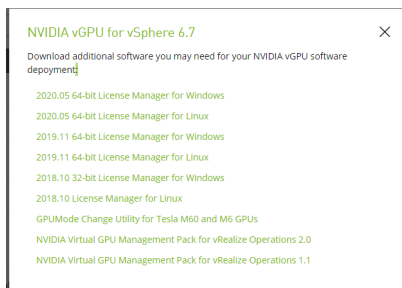 NVIDIA vGPU for vSphere 6.7
Download additional software you may need for your NVIDIA vGPU software
depoyment:
2020.05 64-bit License Manager for Windows
2020.05 64-bit License Manager for Linux
2019.11 64-bit License Manager for Windows
2019.11 64-bit License Manager for Linux
2018.10 32-bit License Manager for Windows
2018.10 License Manager for Linux
GPUMode Change Utility for Tesla M60 and M6 GPUs
NVIDIA Virtual GPU Management Pack for vRealize Operations 2.0
NVIDIA Virtual GPU Management Pack for vRealize Operations 1.1